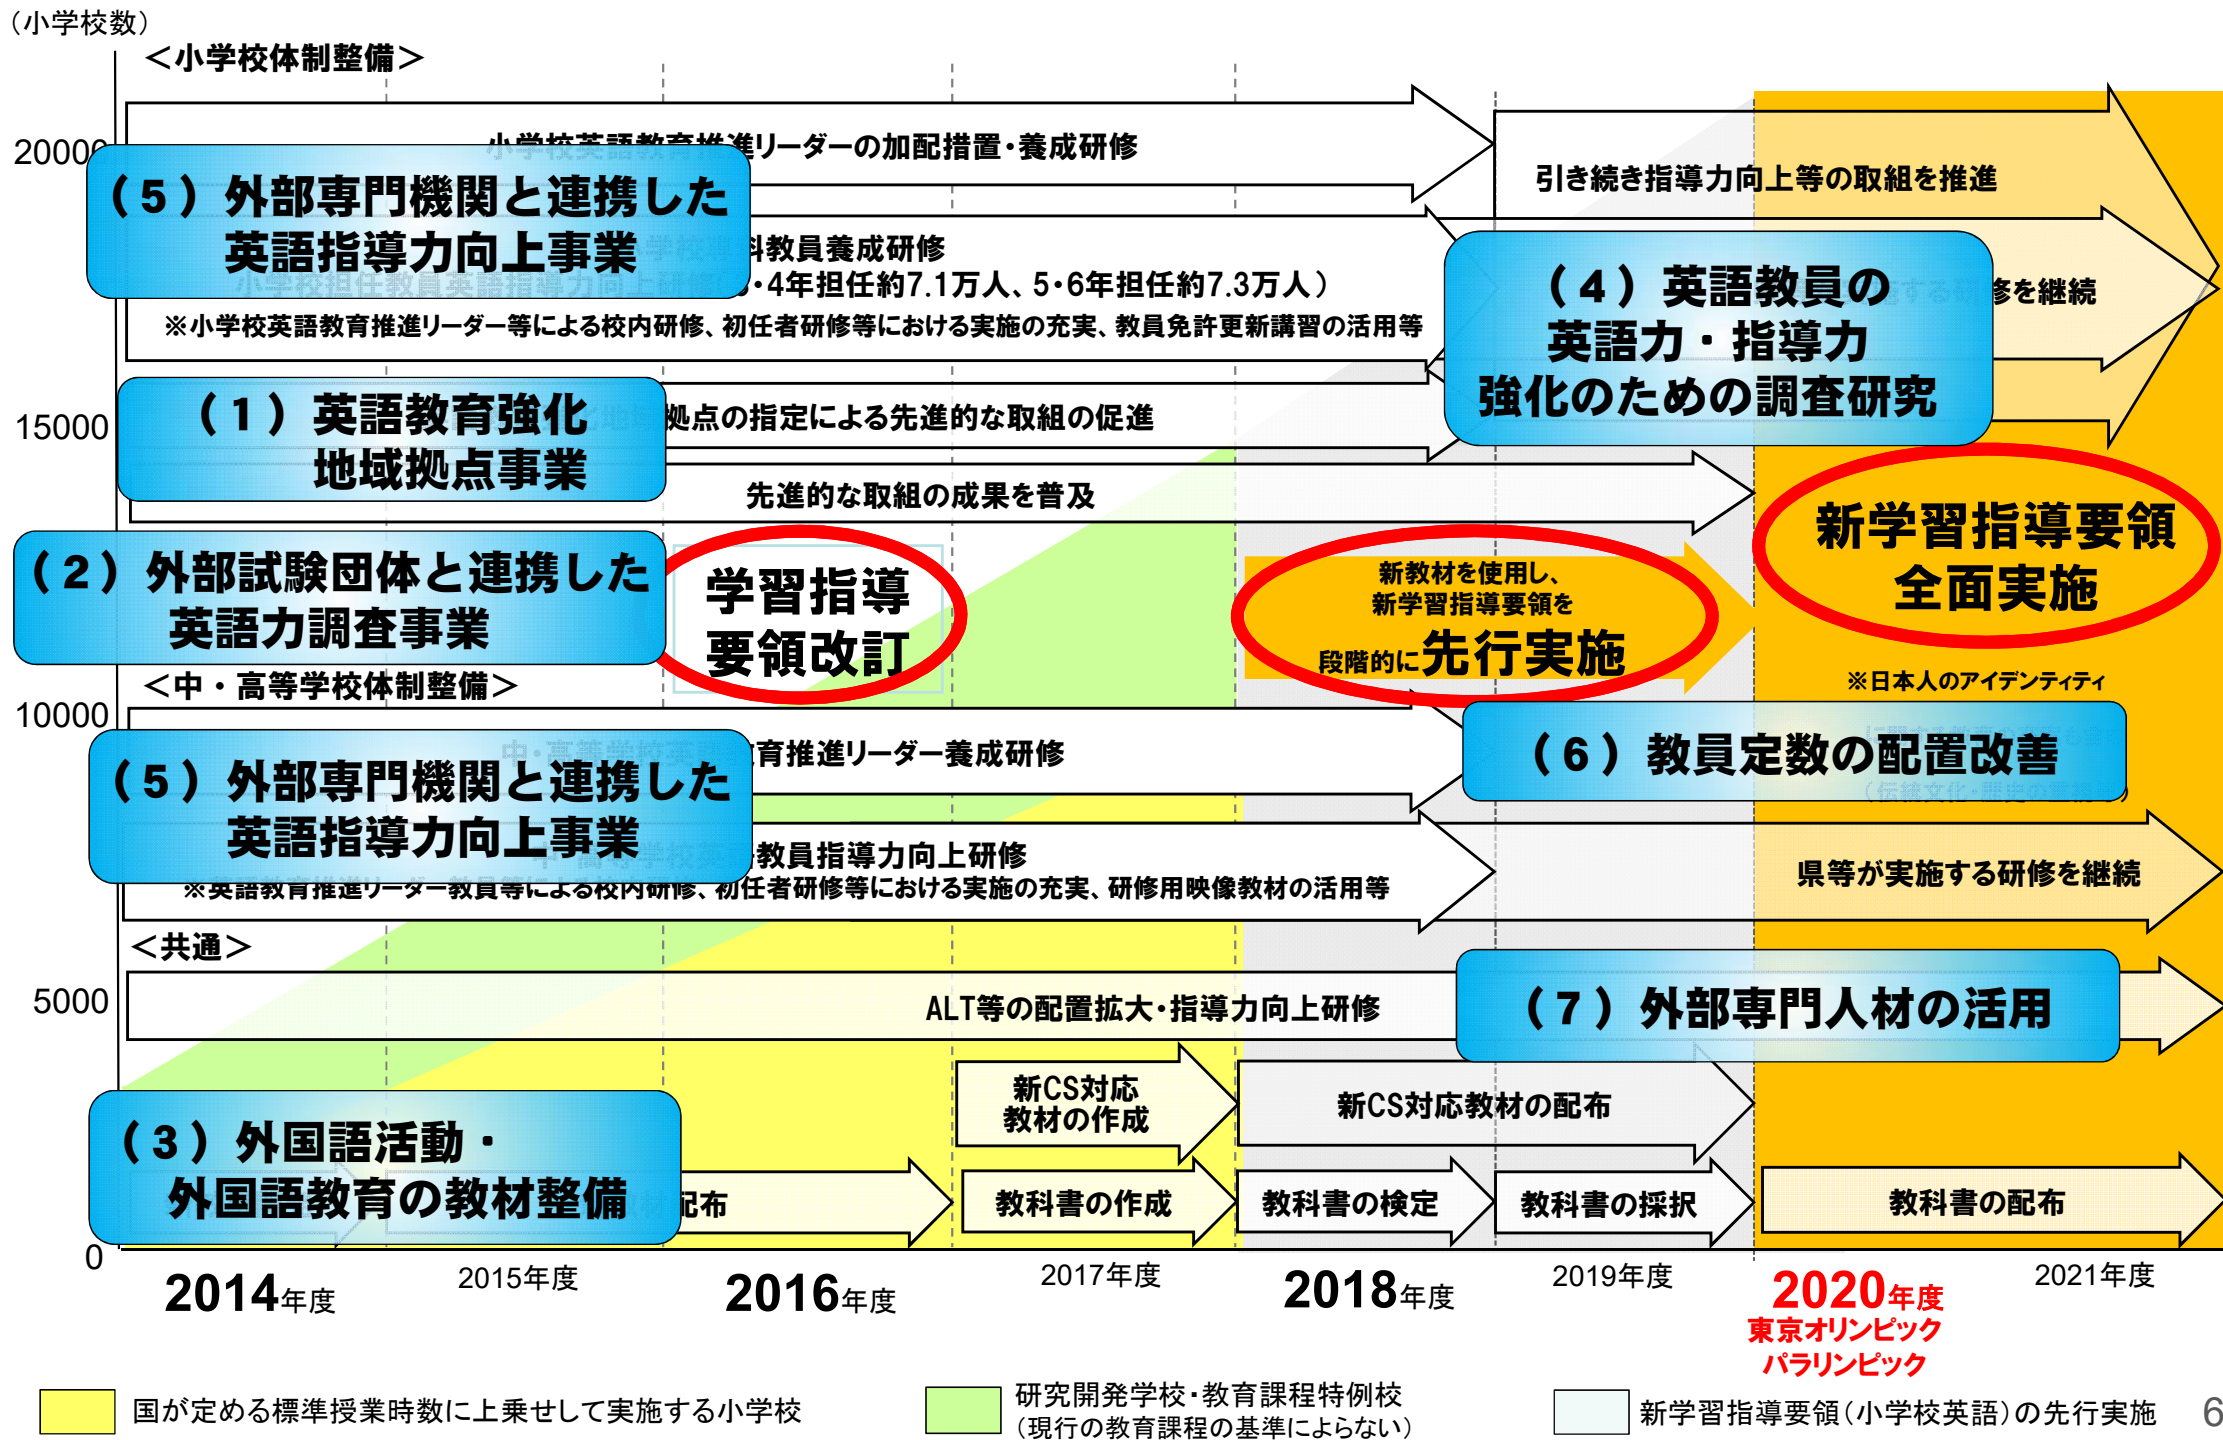 （小学校数）
＜小学校体制整備＞
20000
15000
10000
5000
0
小学校英語教育推進リーダーの加配措置・養成研修
引き続き指導力向上等の取組を推進
（5）外部専門機関と連携した
英語指導力向上事業
科教員養成研修
・4年担任約7.1万人、5・6年担任約7.3万人）
※小学校英語教育推進リーダー等による校内研修、初任者研修等における実施の充実、教員免許更新講習の活用等
（4）英語教員の
英語力・指導力
強化のための調査研究
修を継続
（1）英語教育強化
地域拠点事業
拠点の指定による先進的な取組の促進
先進的な取組の成果を普及
（2）外部試験団体と連携した
英語力調査事業
学習指導
要領改訂
新教材を使用し、
新学習指導要領を
段階的に先行実施
新学習指導要領
全面実施
※日本人のアイデンティティ
＜中・高等学校体制整備＞
育推進リーダー養成研修
（5）外部専門機関と連携した
英語指導力向上事業
（6）教員定数の配置改善
教員指導力向上研修
※英語教育推進リーダー教員等による校内研修、初任者研修等における実施の充実、研修用映像教材の活用等
県等が実施する研修を継続
＜共通＞
ALT等の配置拡大・指導力向上研修
（7）外部専門人材の活用
新CS対応
教材の作成
新CS対応教材の配布
（3）外国語活動・
外国語教育の教材整備
配布
教科書の作成
教科書の検定
教科書の採択
教科書の配布
2014年度
2015年度
2016年度
2017年度
2018年度
2019年度
2020年度
東京オリンピック
パラリンピック
2021年度
国が定める標準授業時数に上乗せして実施する小学校
研究開発学校・教育課程特例校
（現行の教育課程の基準によらない）
新学習指導要領（小学校英語）の先行実施
6